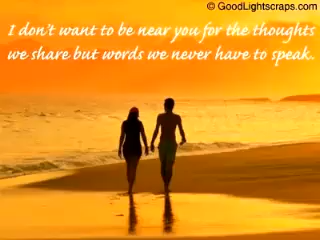 © GoodLightscraps.com
I don't want to be near you for the thoughts
we share but words we never have to speak.